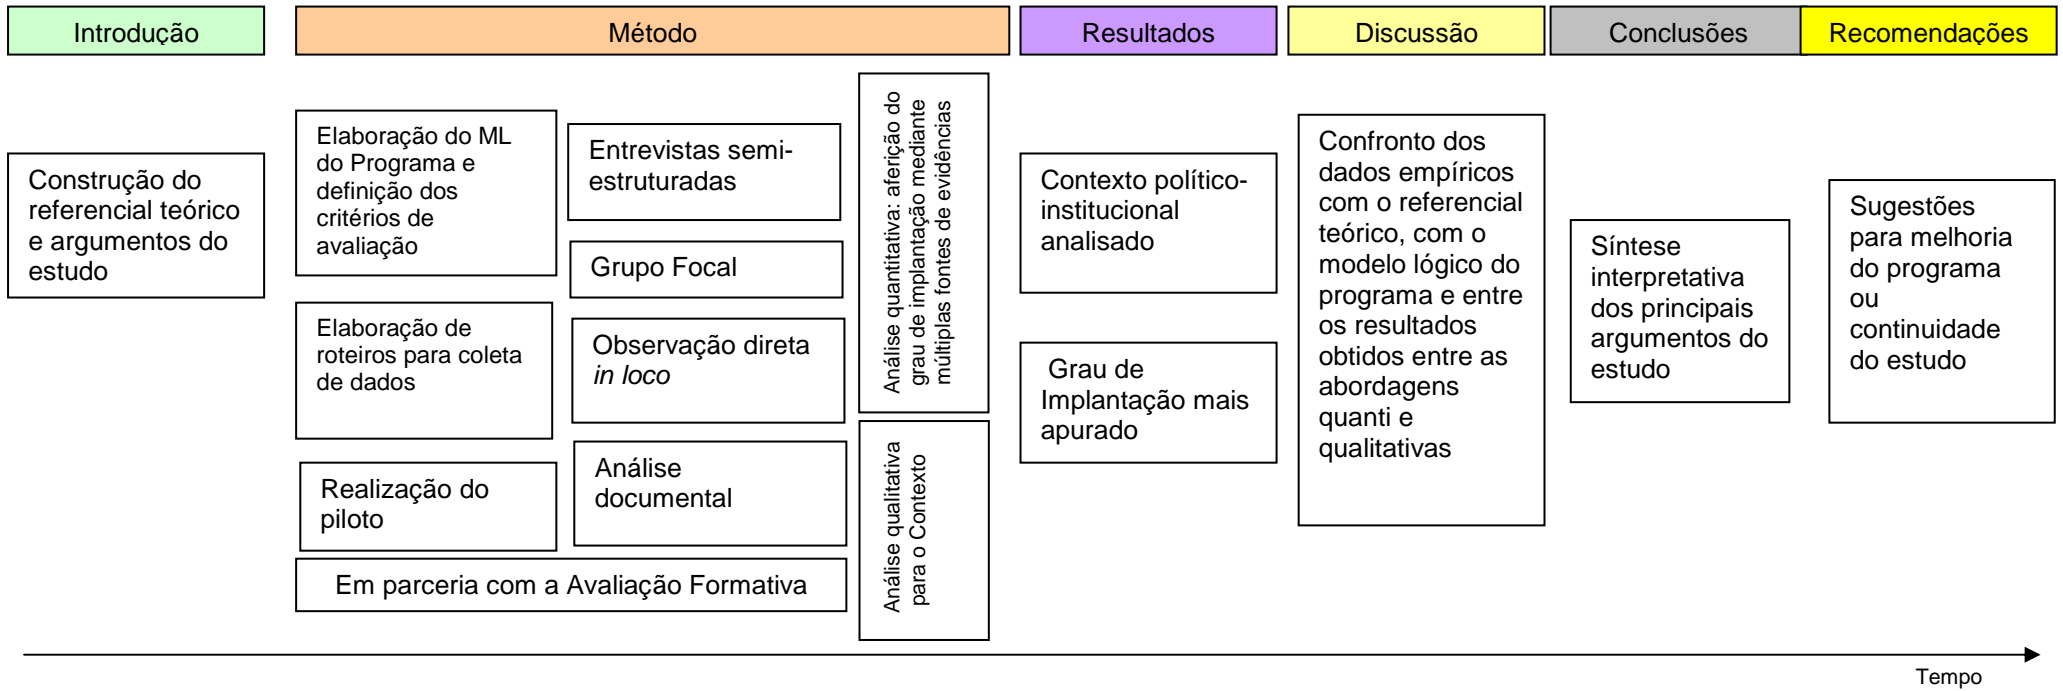 Introdução
Método
Resultados
Discussão
Conclusões
Recomendações
Construção do
referencial teórico
e argumentos do
estudo
Elaboração do ML
do Programa e
definição dos
critérios de
avaliação
Elaboração de
roteiros para coleta
de dados
Realização do
piloto
Entrevistas semi-
estruturadas
Grupo Focal
Observação direta
in loco
Análise
documental
Em parceria com a Avaliação Formativa
Análise quantitativa: aferição do
grau de implantação mediante
múltiplas fontes de evidências
Análise qualitativa
para o Contexto
Contexto político-
institucional
analisado
Grau de
Implantação mais
apurado
Confronto dos
dados empíricos
com o referencial
teórico, com o
modelo lógico do
programa e entre
os resultados
obtidos entre as
abordagens
quanti e
qualitativas
Síntese
interpretativa
dos principais
argumentos do
estudo
Sugestões
para melhoria
do programa
ou
continuidade
do estudo
Tempo